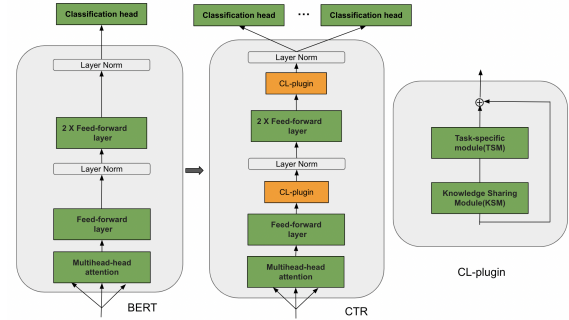 Classification head
Layer Norm
2 X Feed-forward
layer
Layer Norm
Feed-forward
layer
Multihead-head
attention
BERT
Classification head
...
Classification head
Layer Norm
CL-plugin
2 X Feed-forward
layer
Layer Norm
CL-plugin
Feed-forward
layer
Multihead-head
attention
CTR
Task-specific
module(TSM)
Knowledge Sharing
Module(KSM)
CL-plugin